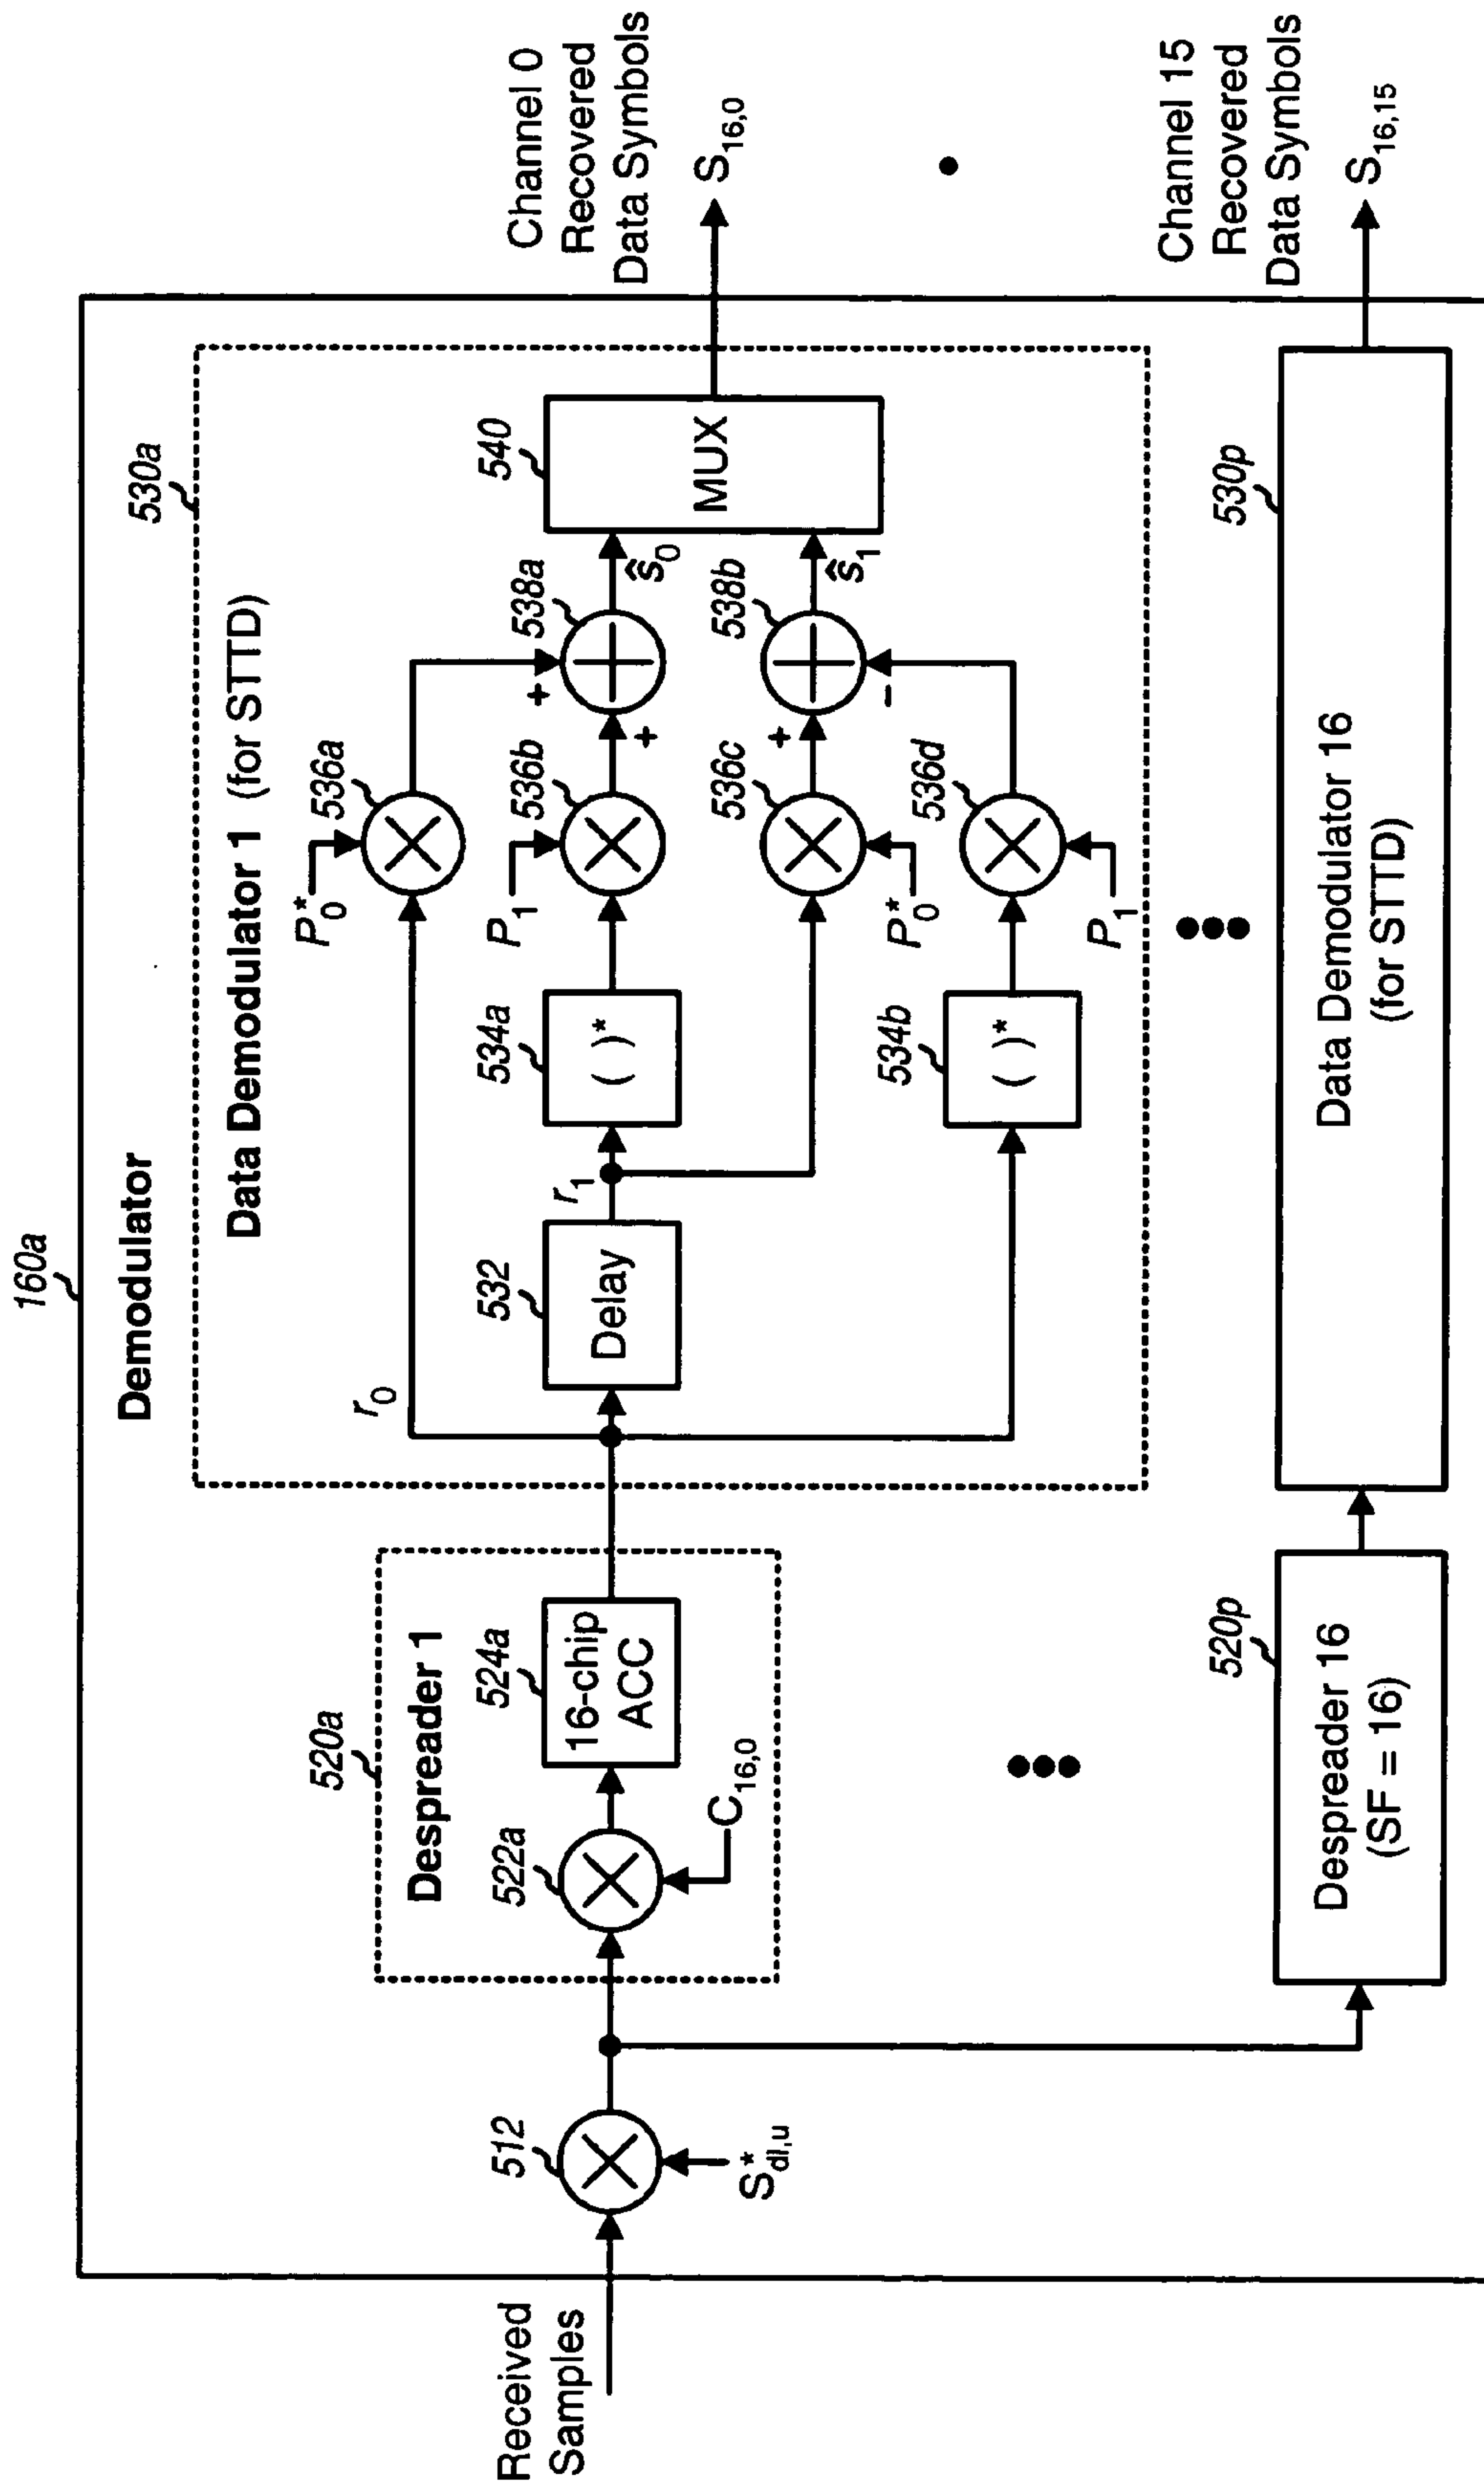 160a
Demodulator
530a
Data Demodulator 1 (for STTD)
520a
Despreader 1
Received
Samples
512
S*dl,u
522a
C16,0
524a
16-chip
ACC
r0
532
Delay
r1
534a
( )*
534b
( )*
P*0
536a
P1
536b
536c
P*0
536d
P1
+
538a
+
ŝ0
+
538b
−
ŝ1
540
MUX
Channel 0
Recovered
Data Symbols
S16,0
520p
Despreader 16
(SF = 16)
530p
Data Demodulator 16
(for STTD)
Channel 15
Recovered
Data Symbols
S16,15